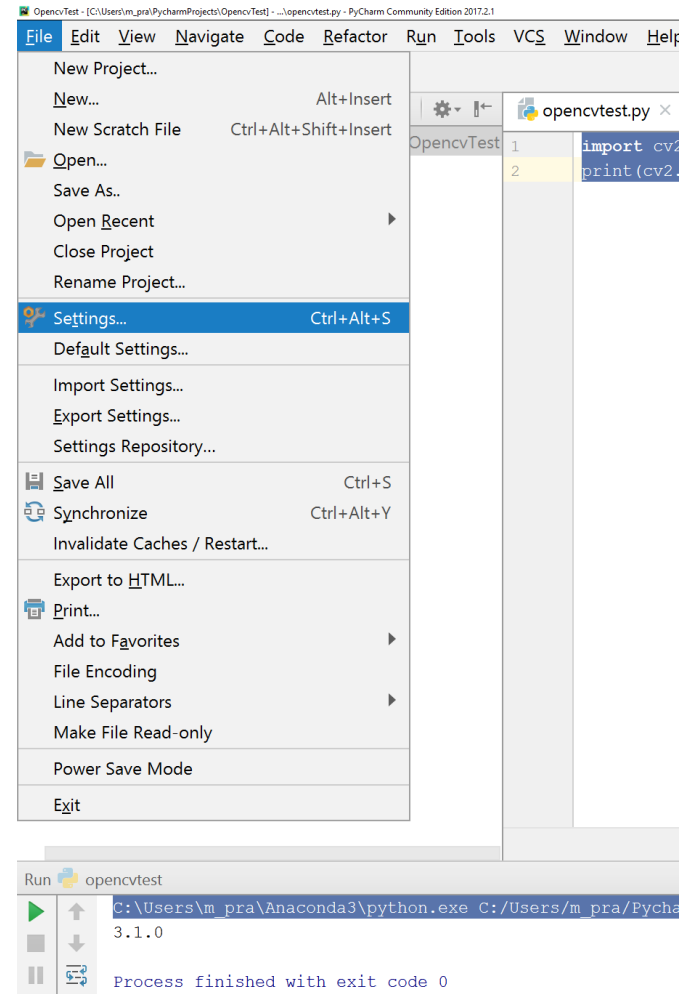 OpencvTest - [C:\Users\m_pra\PycharmProjects\OpencvTest] - ...\opencvtest.py - PyCharm Community Edition 2017.2.1
File Edit View Navigate Code Refactor Run Tools VCS Window Help
New Project...
New... Alt+Insert
New Scratch File Ctrl+Alt+Shift+Insert
Open...
Save As..
Open Recent
Close Project
Rename Project...
Settings... Ctrl+Alt+S
Default Settings...
Import Settings...
Export Settings...
Settings Repository...
Save All Ctrl+S
Synchronize Ctrl+Alt+Y
Invalidate Caches / Restart...
Export to HTML...
Print...
Add to Favorites
File Encoding
Line Separators
Make File Read-only
Power Save Mode
Exit
OpencvTest
opencvtest.py
1 import cv2
2 print(cv2.
Run opencvtest
C:\Users\m_pra\Anaconda3\python.exe C:/Users/m_pra/Pycha
3.1.0
Process finished with exit code 0